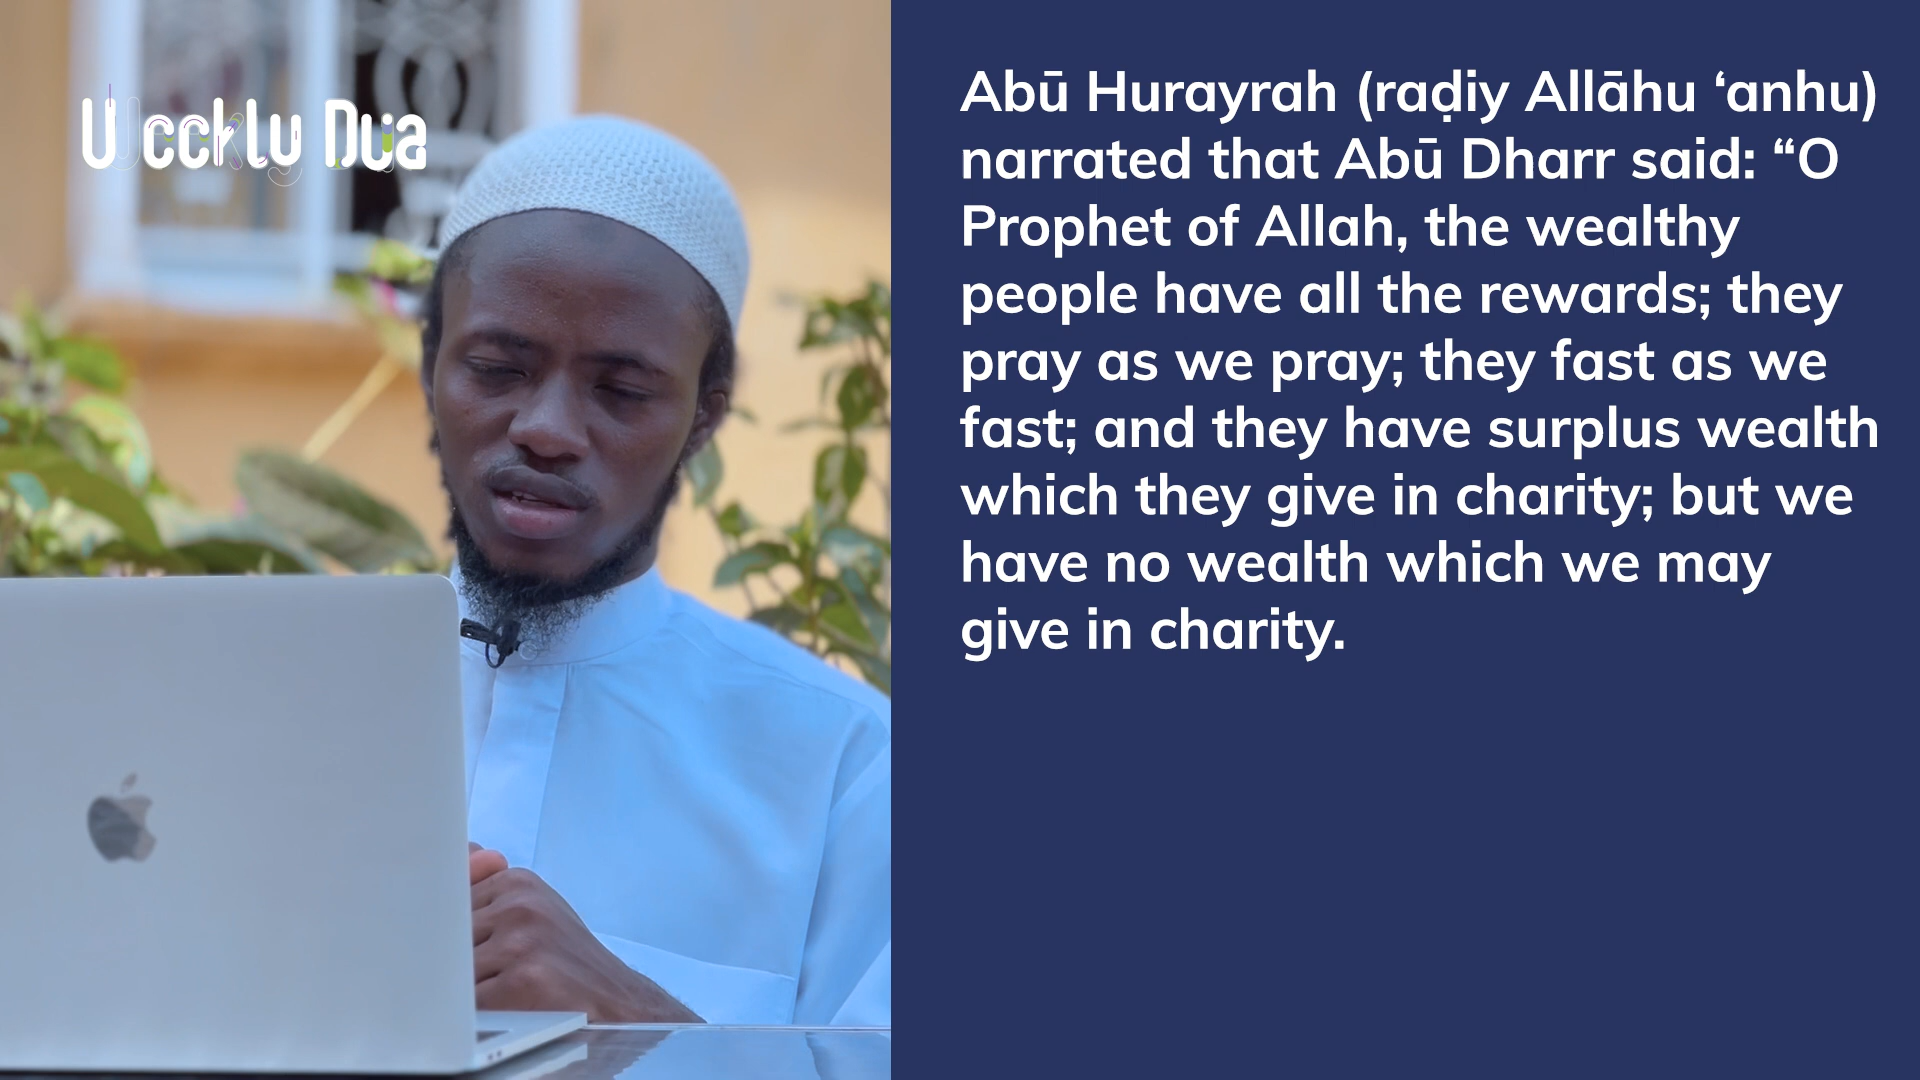 Weekly Dua
Abū Hurayrah (raḍiy Allāhu ‘anhu)
narrated that Abū Dharr said: “O
Prophet of Allah, the wealthy
people have all the rewards; they
pray as we pray; they fast as we
fast; and they have surplus wealth
which they give in charity; but we
have no wealth which we may
give in charity.